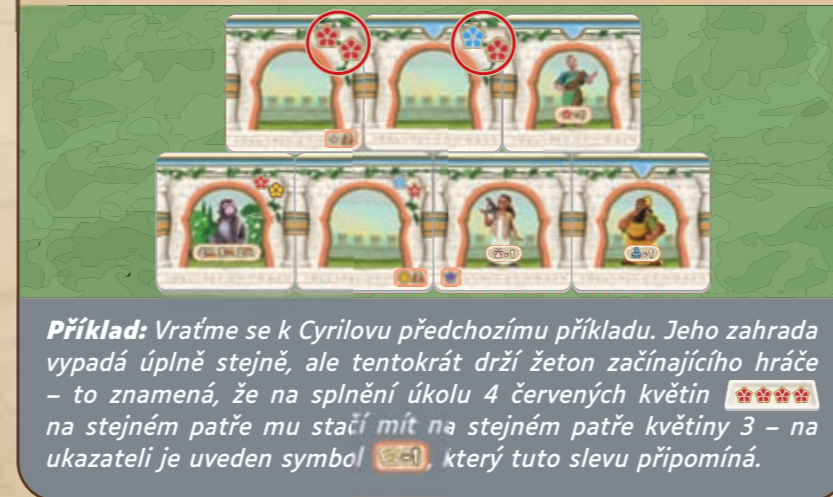 Příklad: Vraťme se k Cyrilovu předchozímu příkladu. Jeho zahrada
vypadá úplně stejně, ale tentokrát drží žeton začínajícího hráče
– to znamená, že na splnění úkolu 4 červených květin
na stejném patře mu stačí mít na stejném patře květiny 3 – na
ukazateli je uveden symbol -1, který tuto slevu připomíná.